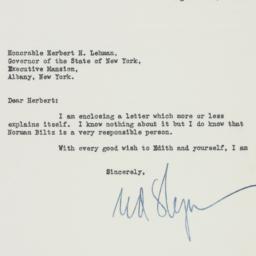 Honorable Herbert H. Lehman,
Governor of the State of New York,
Executive Mansion,
Albany, New York.
Dear Herbert:
I am enclosing a letter which more or less
explains itself. I know nothing about it but I do know that
Norman Biltz is a very responsible person.
With every good wish to Edith and yourself, I am
Sincerely,